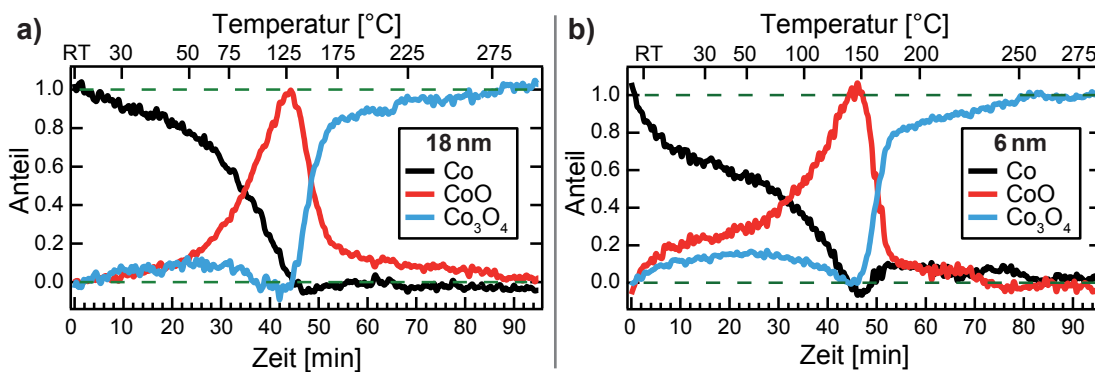 a)
Temperatur [°C]
RT 30 50 75 125 175 225 275
Anteil
1.0
0.8
0.6
0.4
0.2
0.0
18 nm
Co
CoO
Co₃O₄
0 10 20 30 40 50 60 70 80 90
Zeit [min]
b)
Temperatur [°C]
RT 30 50 100 150 200 250 275
Anteil
1.0
0.8
0.6
0.4
0.2
0.0
6 nm
Co
CoO
Co₃O₄
0 10 20 30 40 50 60 70 80 90
Zeit [min]